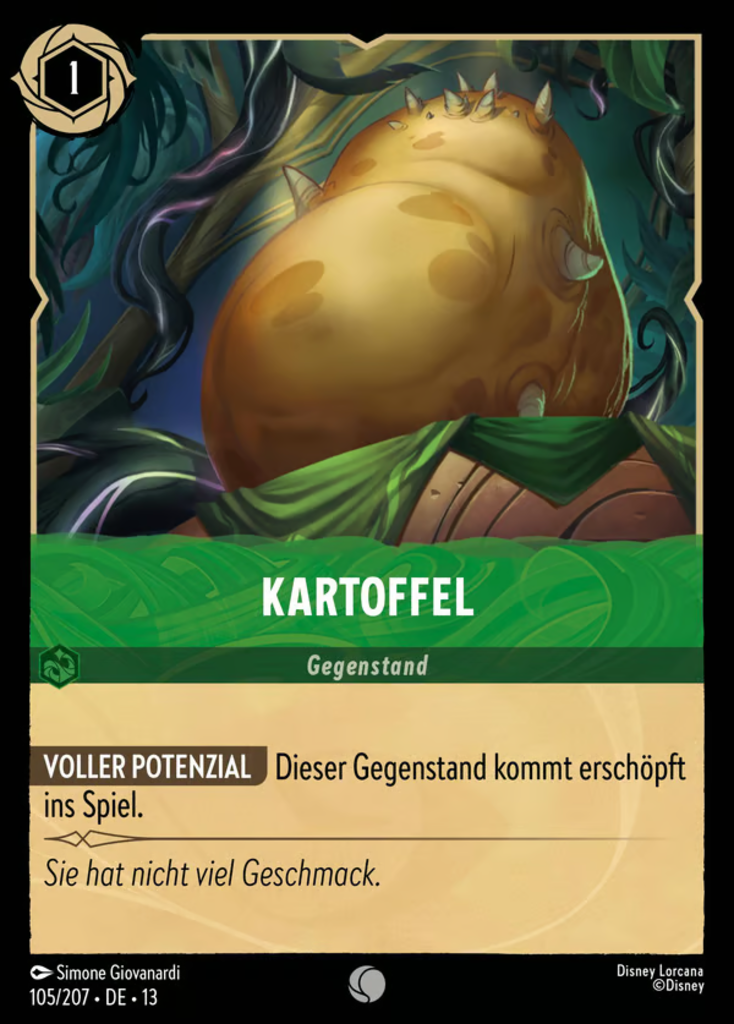 1
KARTOFFEL
Gegenstand
VOLLER POTENZIAL Dieser Gegenstand kommt erschöpft
ins Spiel.
Sie hat nicht viel Geschmack.
Simone Giovanardi
105/207 • DE • 13
Disney Lorcana
©Disney